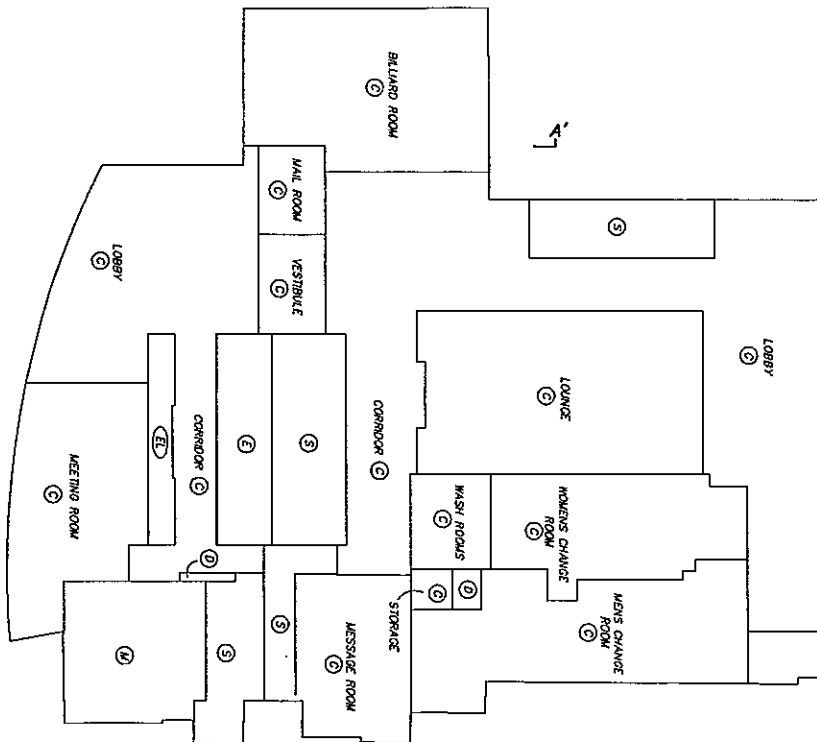 BILLIARD ROOM
C
A'
MAIL ROOM
C
S
VESTIBULE
C
LOBBY
C
LOBBY
C
LOUNGE
C
CORRIDOR
C
EL
CORRIDOR
C
E
S
MEETING ROOM
C
WASH ROOMS
C
WOMENS CHANGE
ROOM
C
D
C
D
STORAGE
MENS CHANGE
ROOM
C
M
S
S
MESSAGE ROOM
C